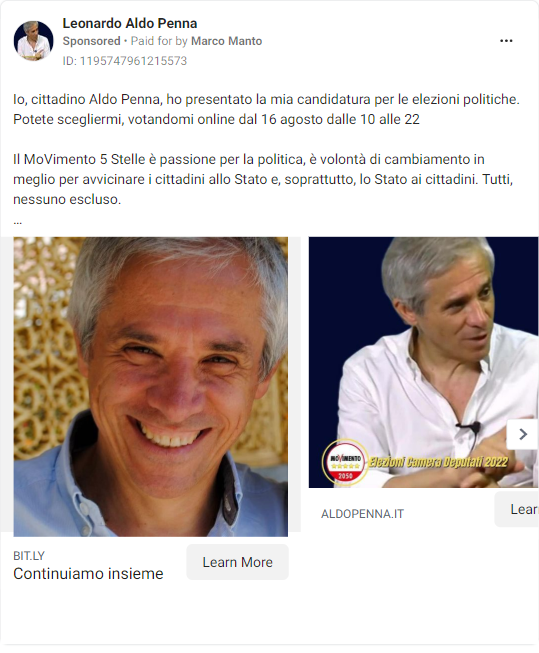 Leonardo Aldo Penna
Sponsored • Paid for by Marco Manto
ID: 1195747961215573
Io, cittadino Aldo Penna, ho presentato la mia candidatura per le elezioni politiche.
Potete scegliermi, votandomi online dal 16 agosto dalle 10 alle 22
Il MoVimento 5 Stelle è passione per la politica, è volontà di cambiamento in
meglio per avvicinare i cittadini allo Stato e, soprattutto, lo Stato ai cittadini. Tutti,
nessuno escluso.
...
MOVIMENTO
2050
Elezioni Camera Deputati 2022
ALDOPENNA.IT
Lear
BIT.LY
Continuiamo insieme
Learn More